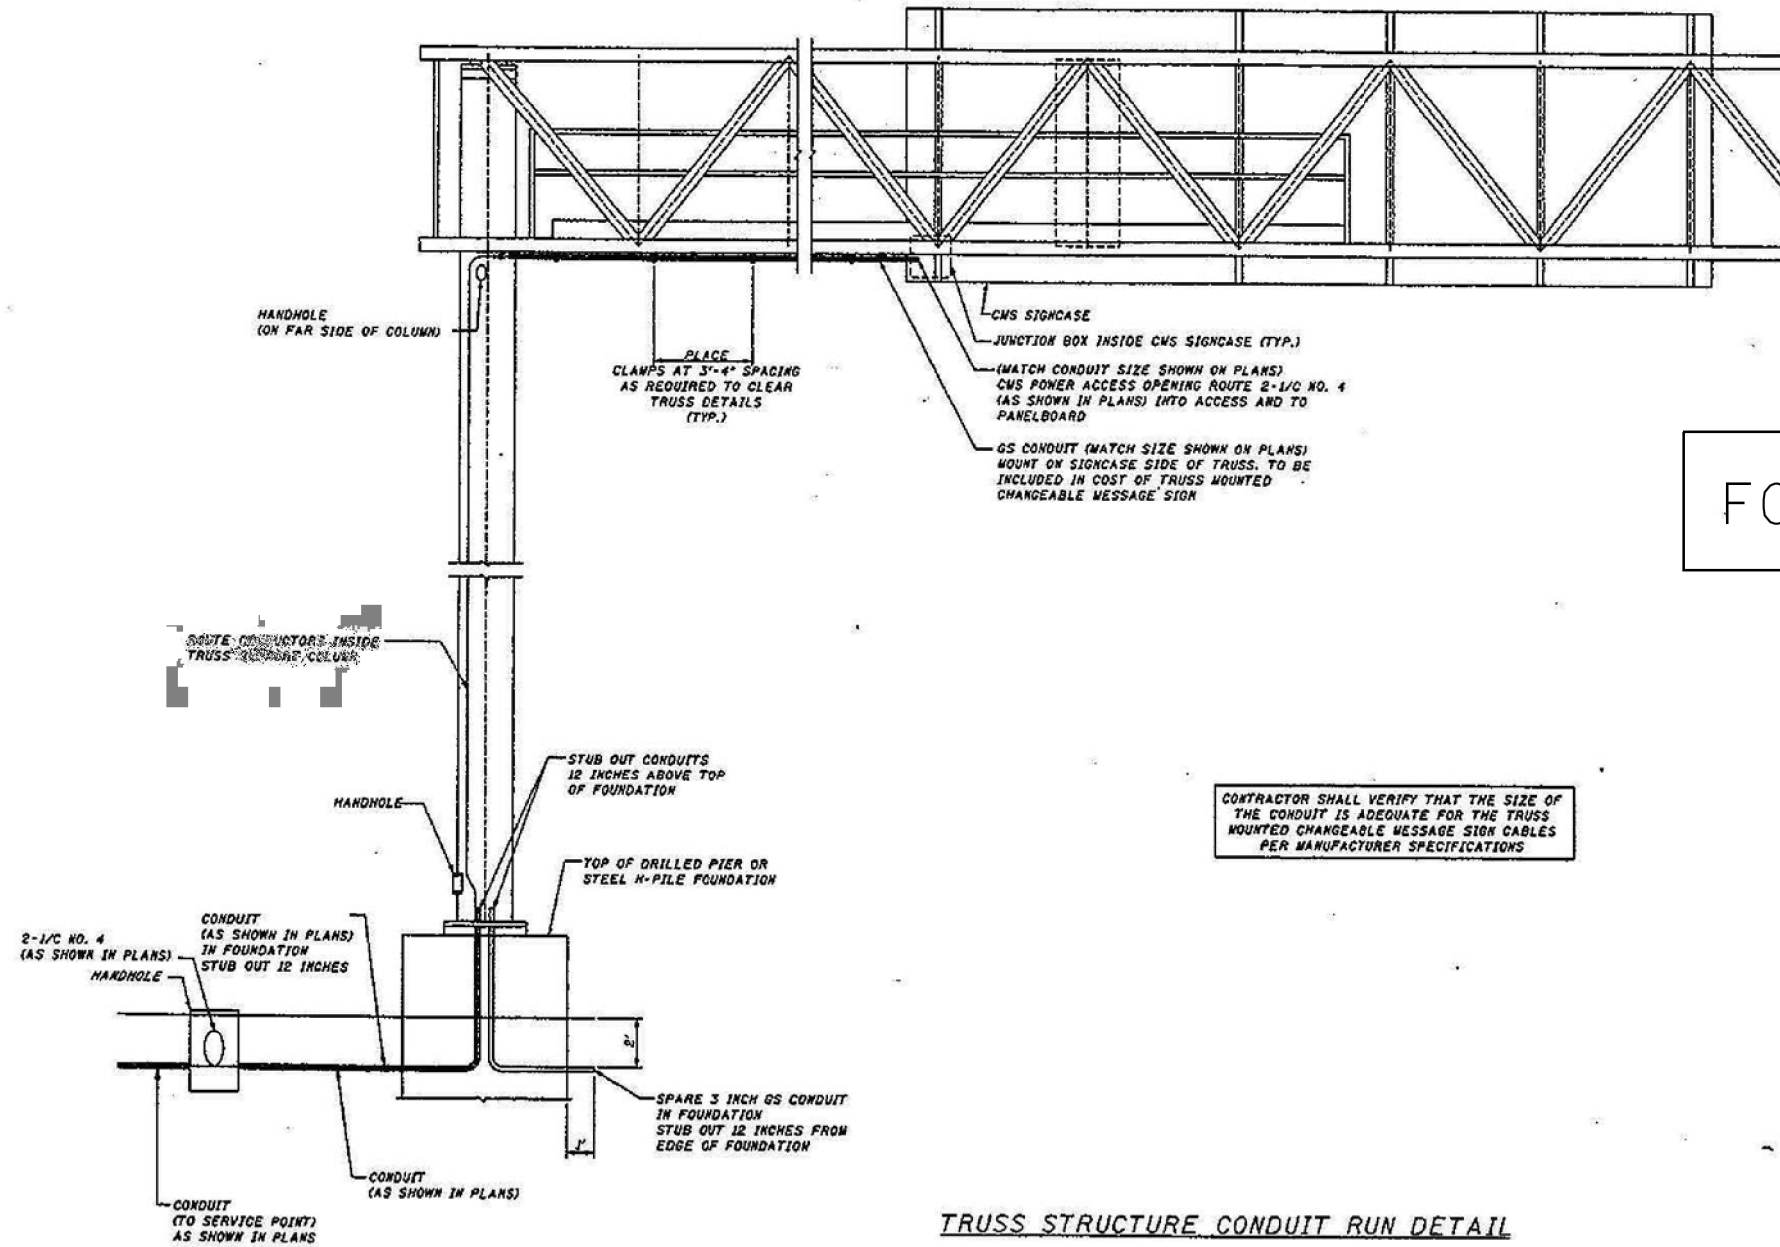 HANDHOLE
(ON FAR SIDE OF COLUMN)
PLACE
CLAMPS AT 3'-4" SPACING
AS REQUIRED TO CLEAR
TRUSS DETAILS
(TYP.)
CMS SIGNCASE
JUNCTION BOX INSIDE CMS SIGNCASE (TYP.)
(MATCH CONDUIT SIZE SHOWN ON PLANS)
CMS POWER ACCESS OPENING ROUTE 2-1/C NO. 4
(AS SHOWN IN PLANS) INTO ACCESS AND TO
PANELBOARD
GS CONDUIT (MATCH SIZE SHOWN ON PLANS)
MOUNT ON SIGNCASE SIDE OF TRUSS. TO BE
INCLUDED IN COST OF TRUSS MOUNTED
CHANGEABLE MESSAGE SIGN
FO
ROUTE CONDUCTORS INSIDE
TRUSS COLUMN
STUB OUT CONDUITS
12 INCHES ABOVE TOP
OF FOUNDATION
HANDHOLE
TOP OF DRILLED PIER OR
STEEL H-PILE FOUNDATION
CONTRACTOR SHALL VERIFY THAT THE SIZE OF
THE CONDUIT IS ADEQUATE FOR THE TRUSS
MOUNTED CHANGEABLE MESSAGE SIGN CABLES
PER MANUFACTURER SPECIFICATIONS
CONDUIT
(AS SHOWN IN PLANS)
IN FOUNDATION
STUB OUT 12 INCHES
2-1/C NO. 4
(AS SHOWN IN PLANS)
HANDHOLE
2'
SPARE 3 INCH GS CONDUIT
IN FOUNDATION
STUB OUT 12 INCHES FROM
EDGE OF FOUNDATION
1'
CONDUIT
(AS SHOWN IN PLANS)
CONDUIT
(TO SERVICE POINT)
AS SHOWN IN PLANS
TRUSS STRUCTURE CONDUIT RUN DETAIL